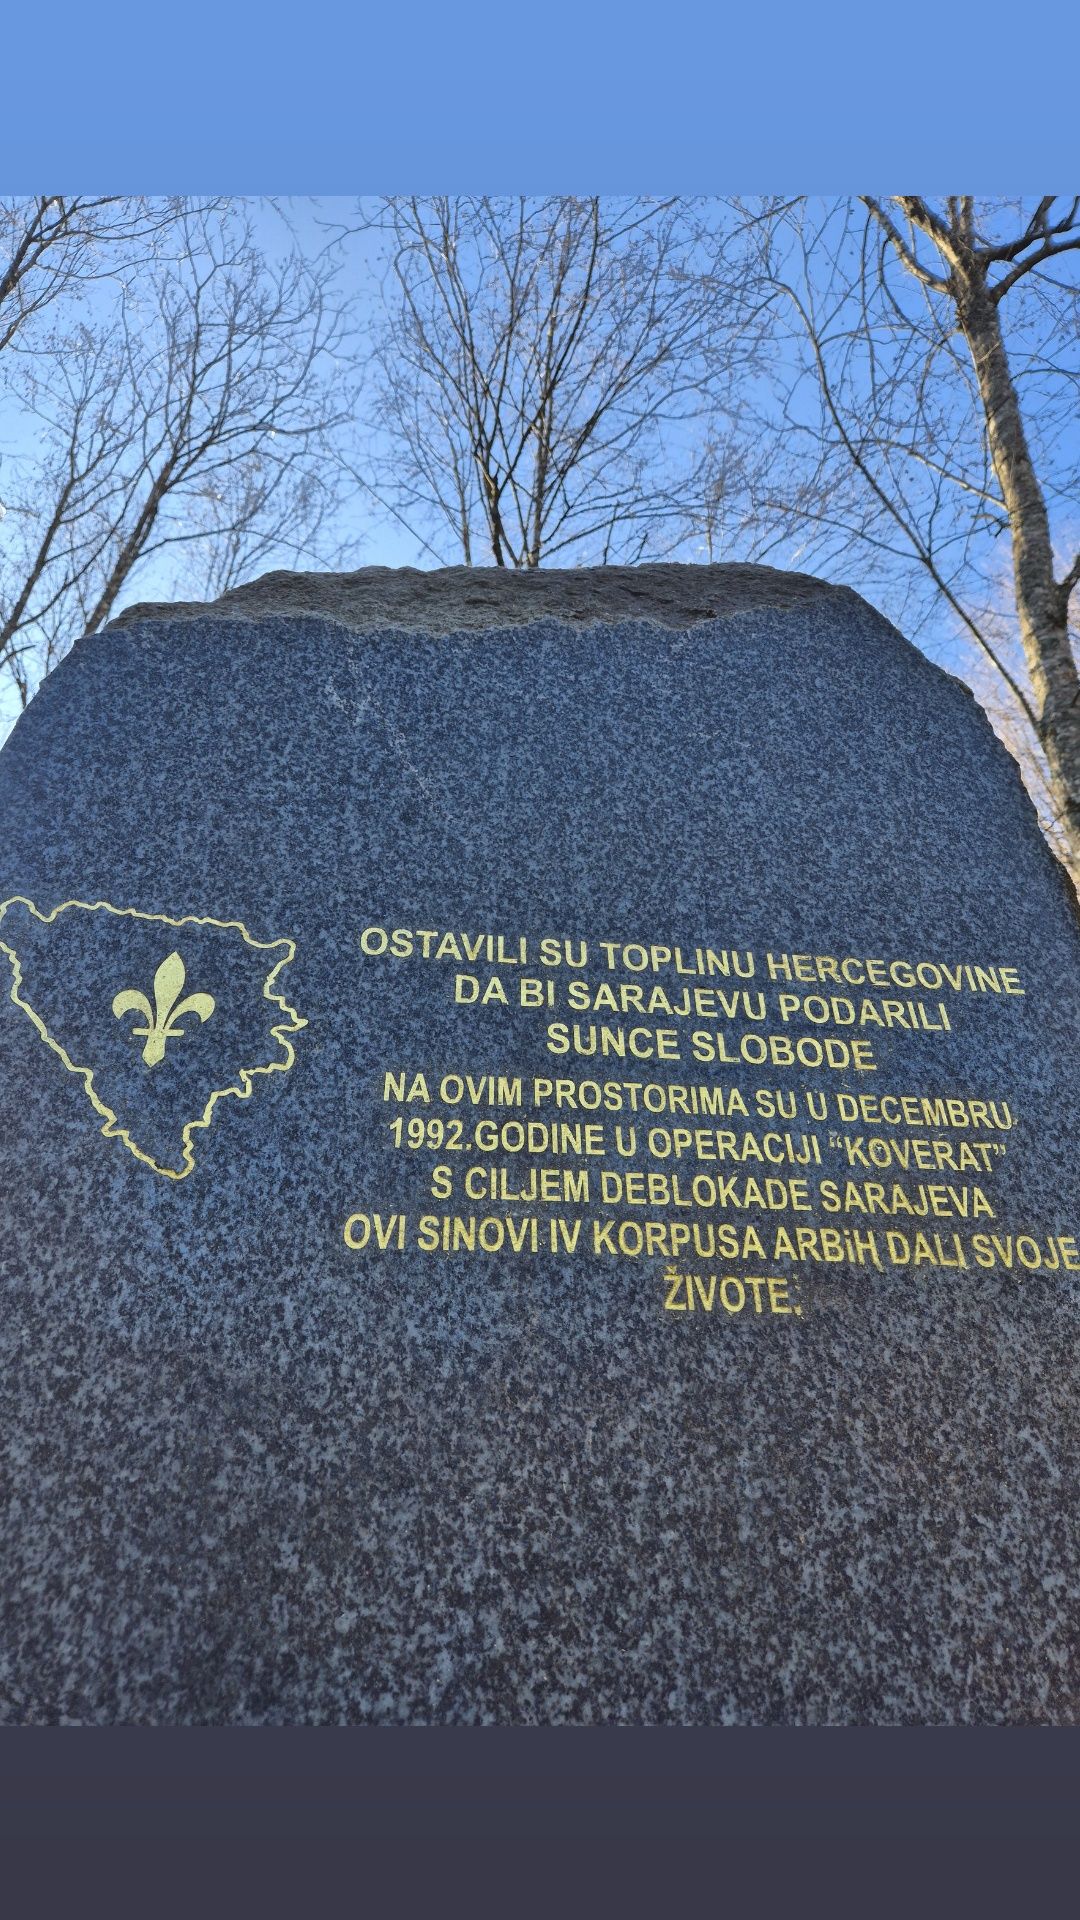 OSTAVILI SU TOPLINU HERCEGOVINE
DA BI SARAJEVU PODARILI
SUNCE SLOBODE
NA OVIM PROSTORIMA SU U DECEMBRU
1992.GODINE U OPERACIJI “KOVERAT”
S CILJEM DEBLOKADE SARAJEVA
OVI SINOVI IV KORPUSA ARBiH DALI SVOJE
ŽIVOTE: